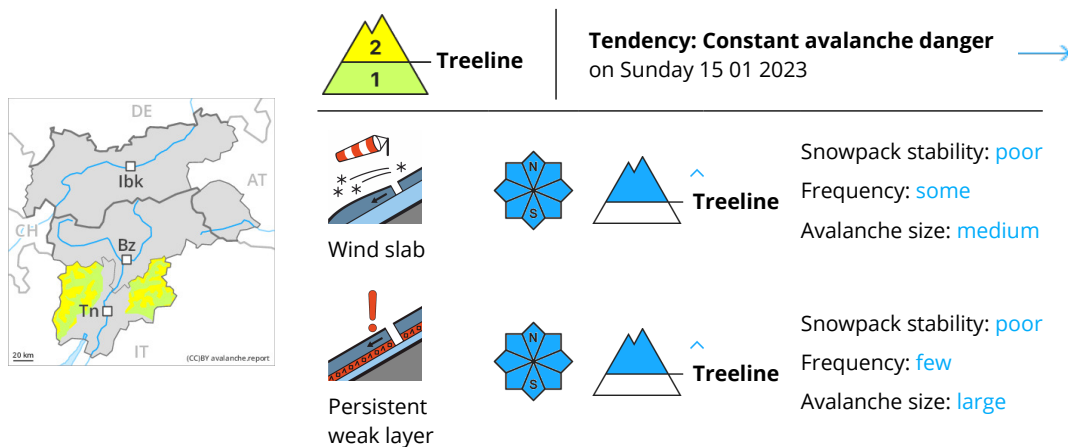 2
1
Treeline
Tendency: Constant avalanche danger
on Sunday 15 01 2023
DE
AT
CH
IT
Ibk
Bz
Tn
20 km
(CC)BY avalanche.report
N
S
Treeline
Wind slab
Snowpack stability: poor
Frequency: some
Avalanche size: medium
N
S
Treeline
Persistent
weak layer
Snowpack stability: poor
Frequency: few
Avalanche size: large